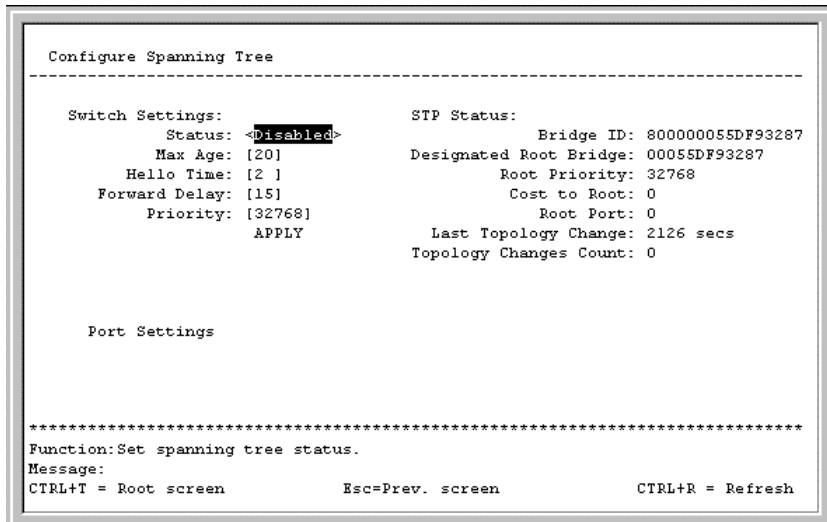 Configure Spanning Tree
Switch Settings: STP Status:
Status: <Disabled> Bridge ID: 800000055DF93287
Max Age: [20] Designated Root Bridge: 00055DF93287
Hello Time: [2 ] Root Priority: 32768
Forward Delay: [15] Cost to Root: 0
Priority: [32768] Root Port: 0
APPLY Last Topology Change: 2126 secs
Topology Changes Count: 0
Port Settings
*******************************************************************************
Function:Set spanning tree status.
Message:
CTRL+T = Root screen Esc=Prev. screen CTRL+R = Refresh